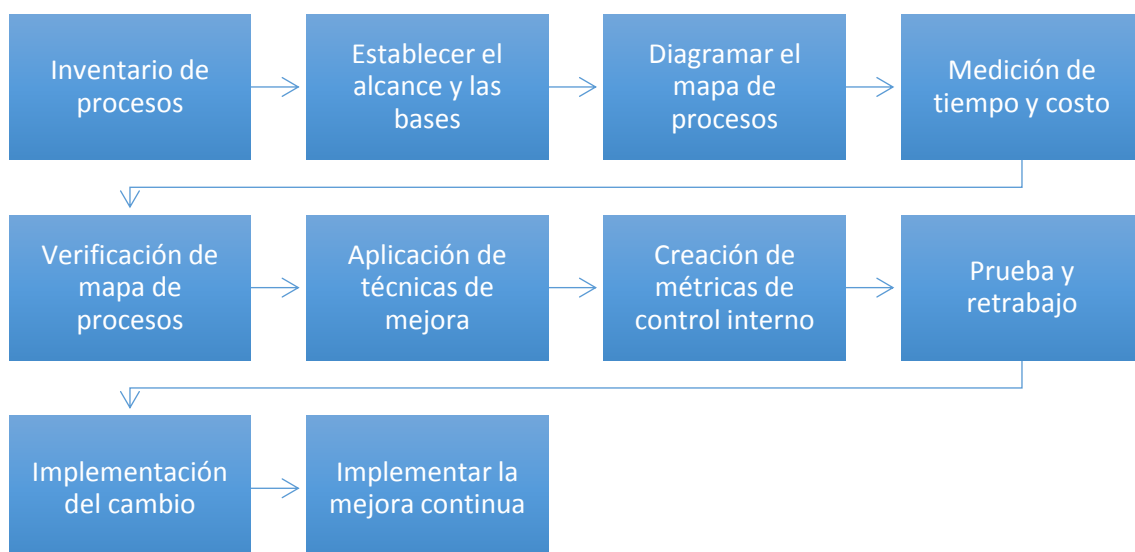 Inventario de
procesos
Establecer el
alcance y las
bases
Diagramar el
mapa de
procesos
Medición de
tiempo y costo
Verificación de
mapa de
procesos
Aplicación de
técnicas de
mejora
Creación de
métricas de
control interno
Prueba y
retrabajo
Implementación
del cambio
Implementar la
mejora continua